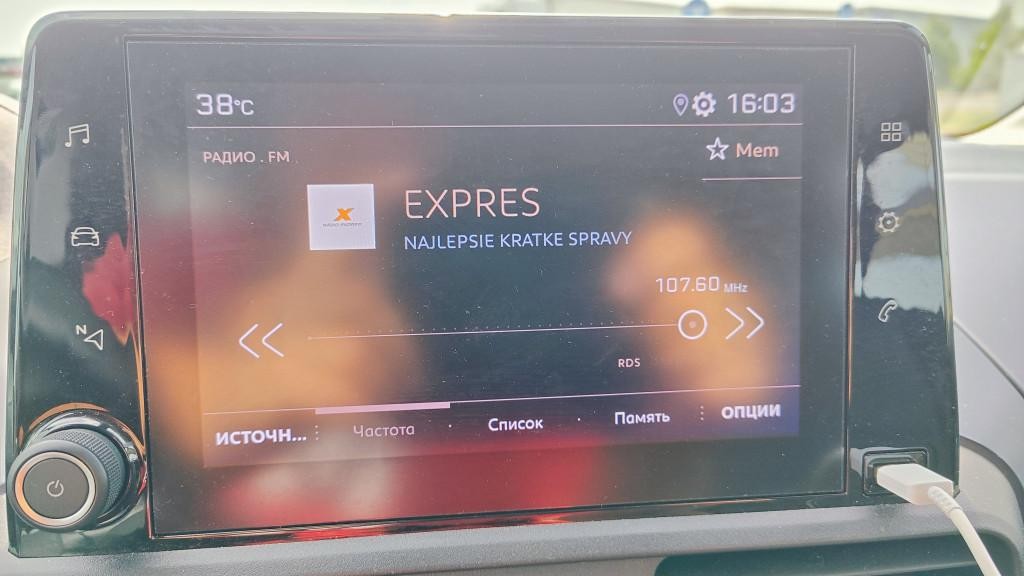 38°C
16:03
РАДИО . FM
Mem
EXPRES
NAJLEPSIE KRATKE SPRAVY
107.60 MHz
RDS
N
ИСТОЧН...
Частота
Список
Память
ОПЦИИ